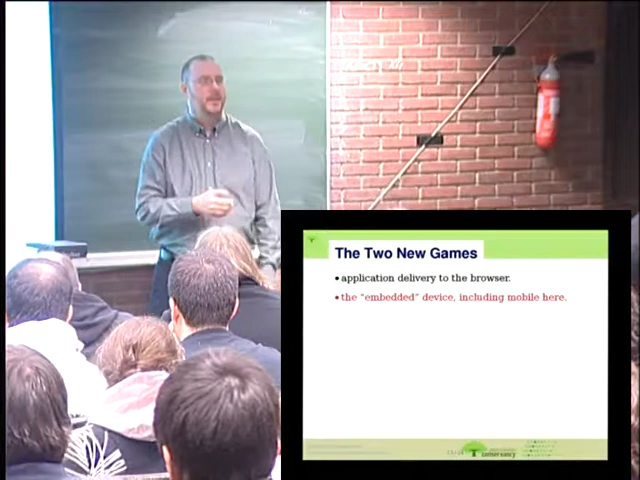 The Two New Games
• application delivery to the browser.
• the "embedded" device, including mobile here.
conservancy